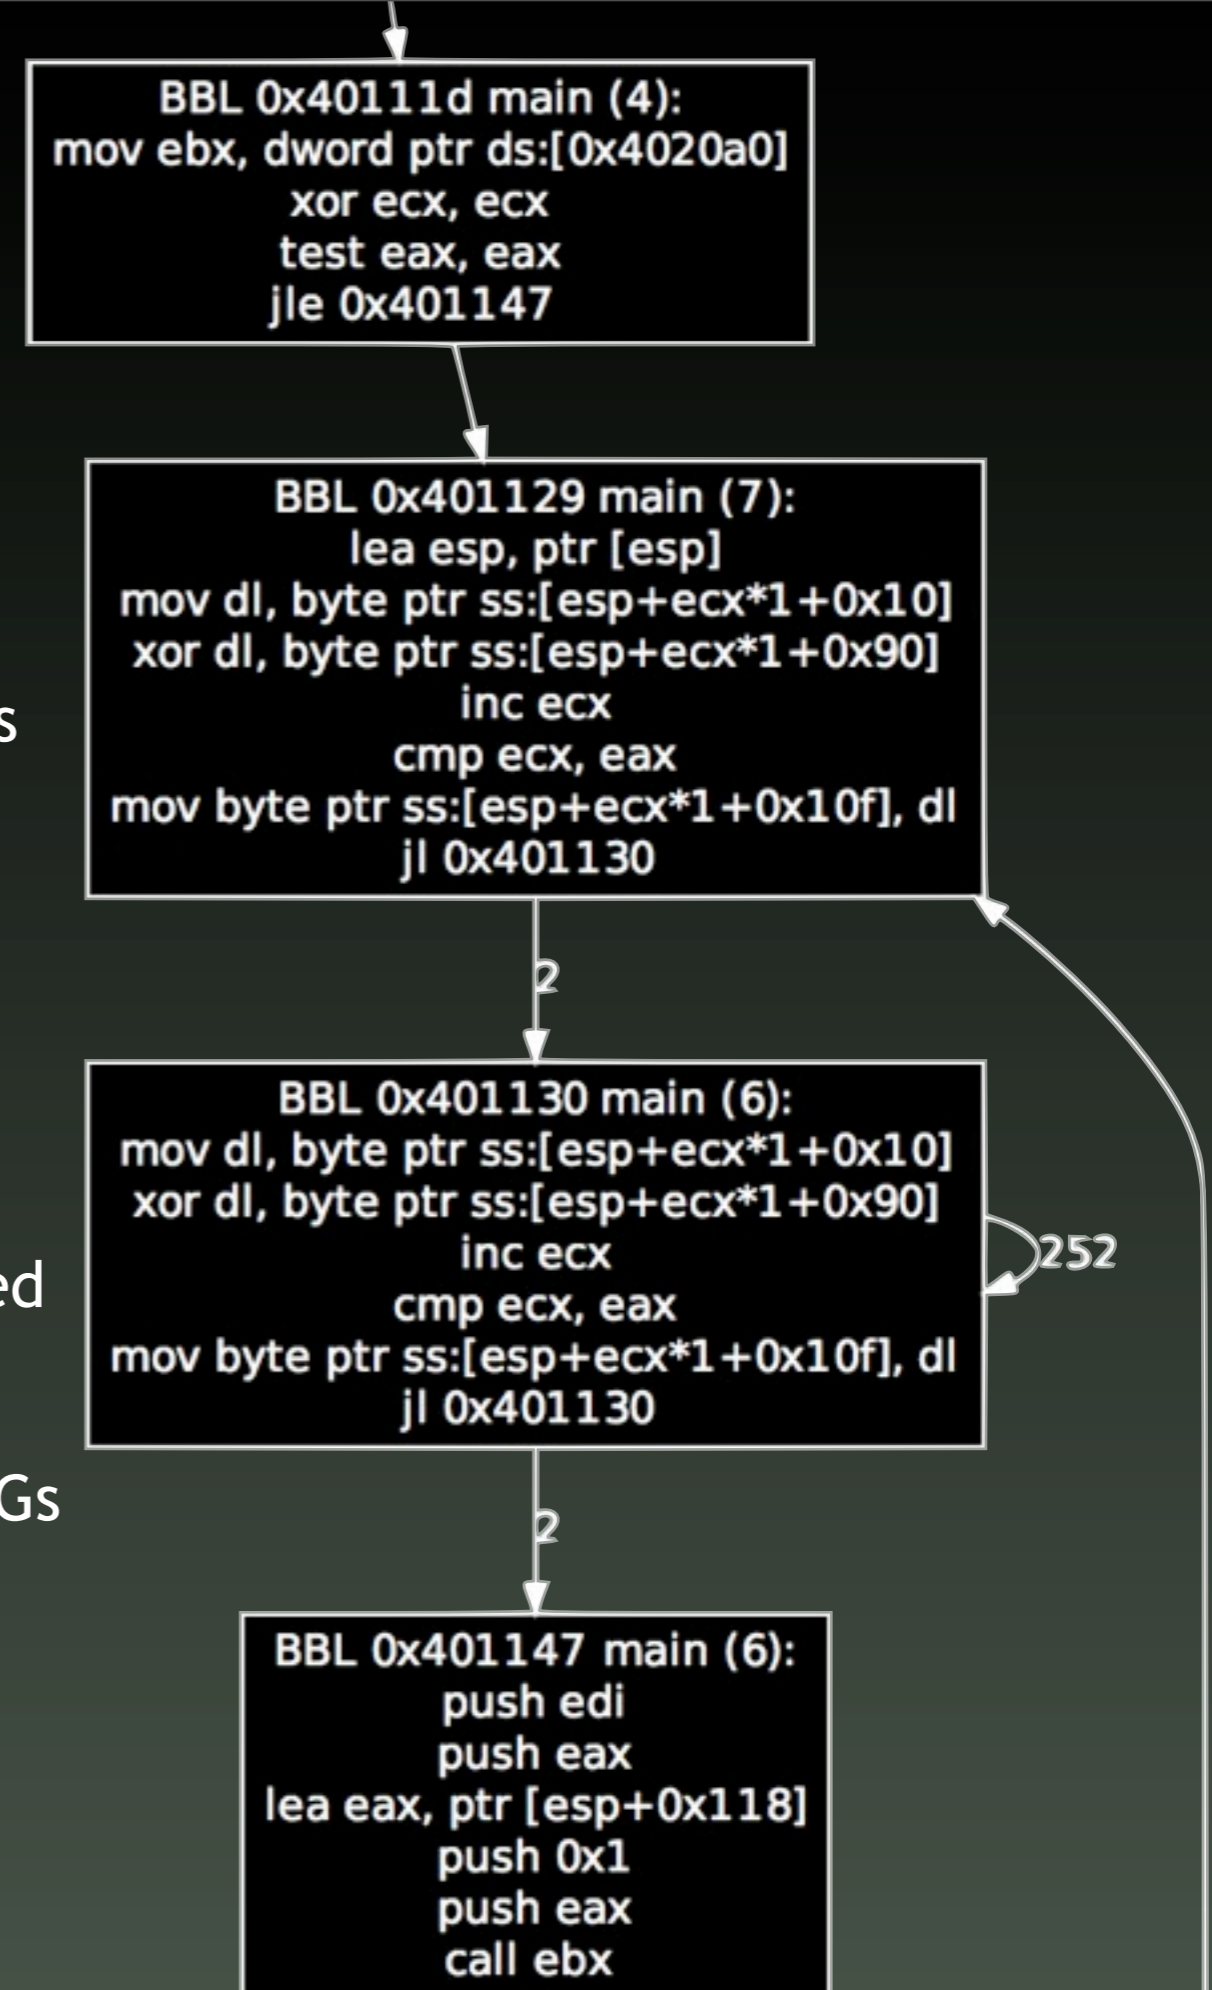 BBL 0x40111d main (4):
mov ebx, dword ptr ds:[0x4020a0]
xor ecx, ecx
test eax, eax
jle 0x401147
BBL 0x401129 main (7):
lea esp, ptr [esp]
mov dl, byte ptr ss:[esp+ecx*1+0x10]
xor dl, byte ptr ss:[esp+ecx*1+0x90]
inc ecx
s
cmp ecx, eax
mov byte ptr ss:[esp+ecx*1+0x10f], dl
jl 0x401130
2
BBL 0x401130 main (6):
mov dl, byte ptr ss:[esp+ecx*1+0x10]
xor dl, byte ptr ss:[esp+ecx*1+0x90]
inc ecx
252
ed
cmp ecx, eax
mov byte ptr ss:[esp+ecx*1+0x10f], dl
jl 0x401130
Gs
2
BBL 0x401147 main (6):
push edi
push eax
lea eax, ptr [esp+0x118]
push 0x1
push eax
call ebx